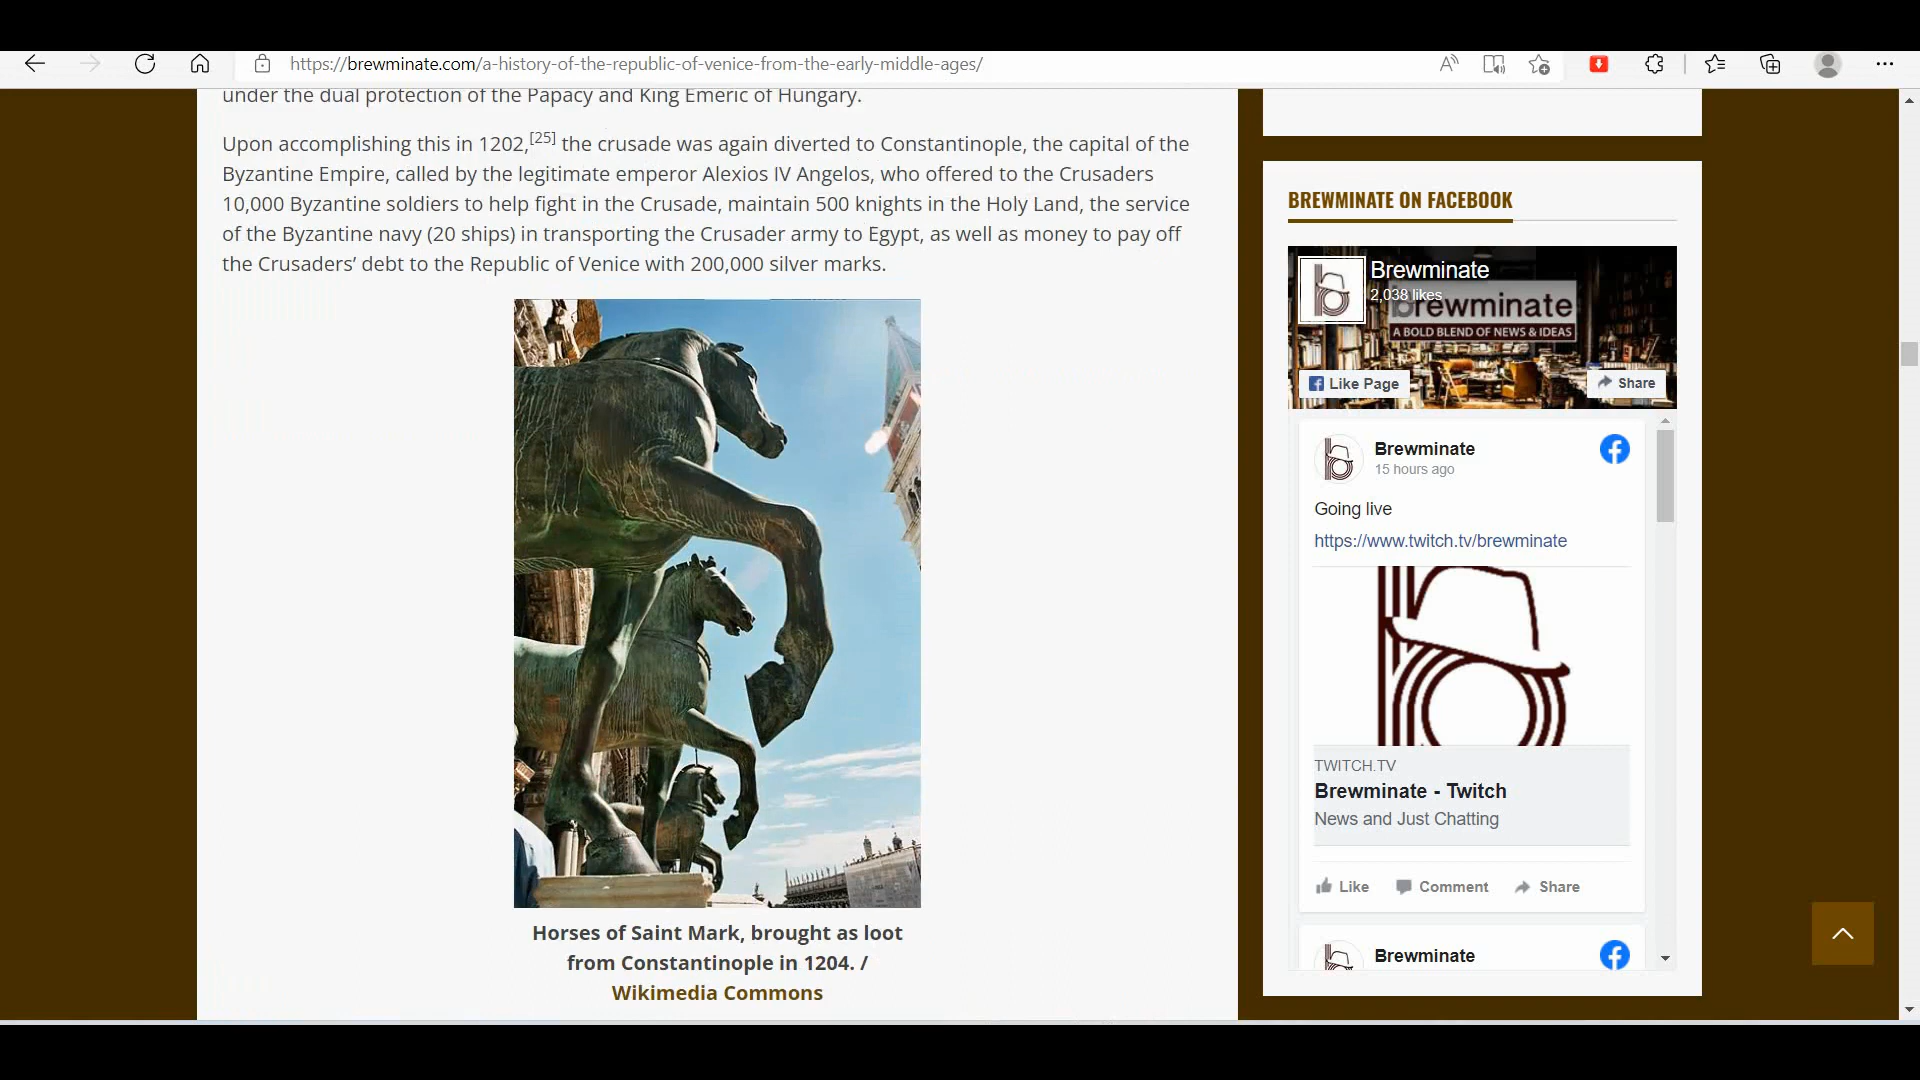 https://brewminate.com/a-history-of-the-republic-of-venice-from-the-early-middle-ages/
under the dual protection of the Papacy and King Emeric of Hungary.
Upon accomplishing this in 1202,[25] the crusade was again diverted to Constantinople, the capital of the
Byzantine Empire, called by the legitimate emperor Alexios IV Angelos, who offered to the Crusaders
10,000 Byzantine soldiers to help fight in the Crusade, maintain 500 knights in the Holy Land, the service
of the Byzantine navy (20 ships) in transporting the Crusader army to Egypt, as well as money to pay off
the Crusaders’ debt to the Republic of Venice with 200,000 silver marks.
Horses of Saint Mark, brought as loot
from Constantinople in 1204. /
Wikimedia Commons
BREWMINATE ON FACEBOOK
Brewminate
2,038 likes
brewminate
A BOLD BLEND OF NEWS & IDEAS
Like Page
Share
Brewminate
15 hours ago
Going live
https://www.twitch.tv/brewminate
TWITCH.TV
Brewminate - Twitch
News and Just Chatting
Like
Comment
Share
Brewminate